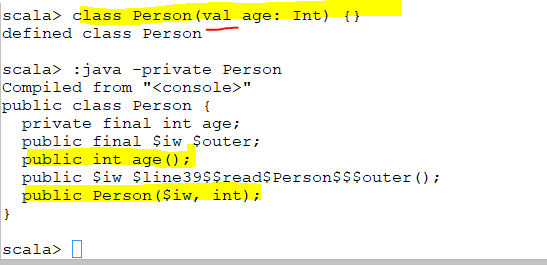 scala> class Person(val age: Int) {}
defined class Person
scala> :java -private Person
Compiled from "<console>"
public class Person {
  private final int age;
  public final $iw $outer;
  public int age();
  public $iw $line39$$read$Person$$$outer();
  public Person($iw, int);
}
scala>